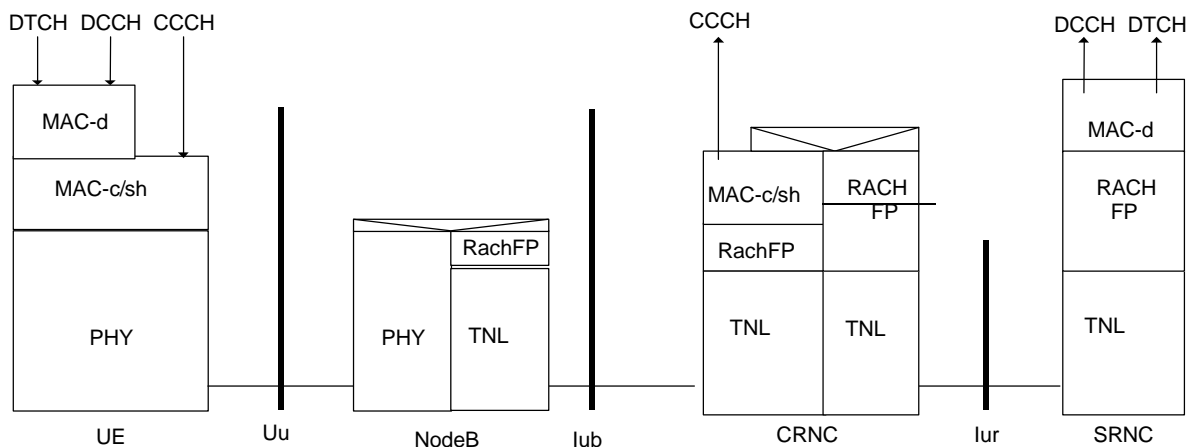 DTCH DCCH CCCH
CCCH
DCCH DTCH
MAC-d
MAC-c/sh
PHY
UE
Uu
RachFP
PHY
TNL
NodeB
Iub
MAC-c/sh
RACH
FP
RachFP
TNL
TNL
CRNC
Iur
MAC-d
RACH
FP
TNL
SRNC